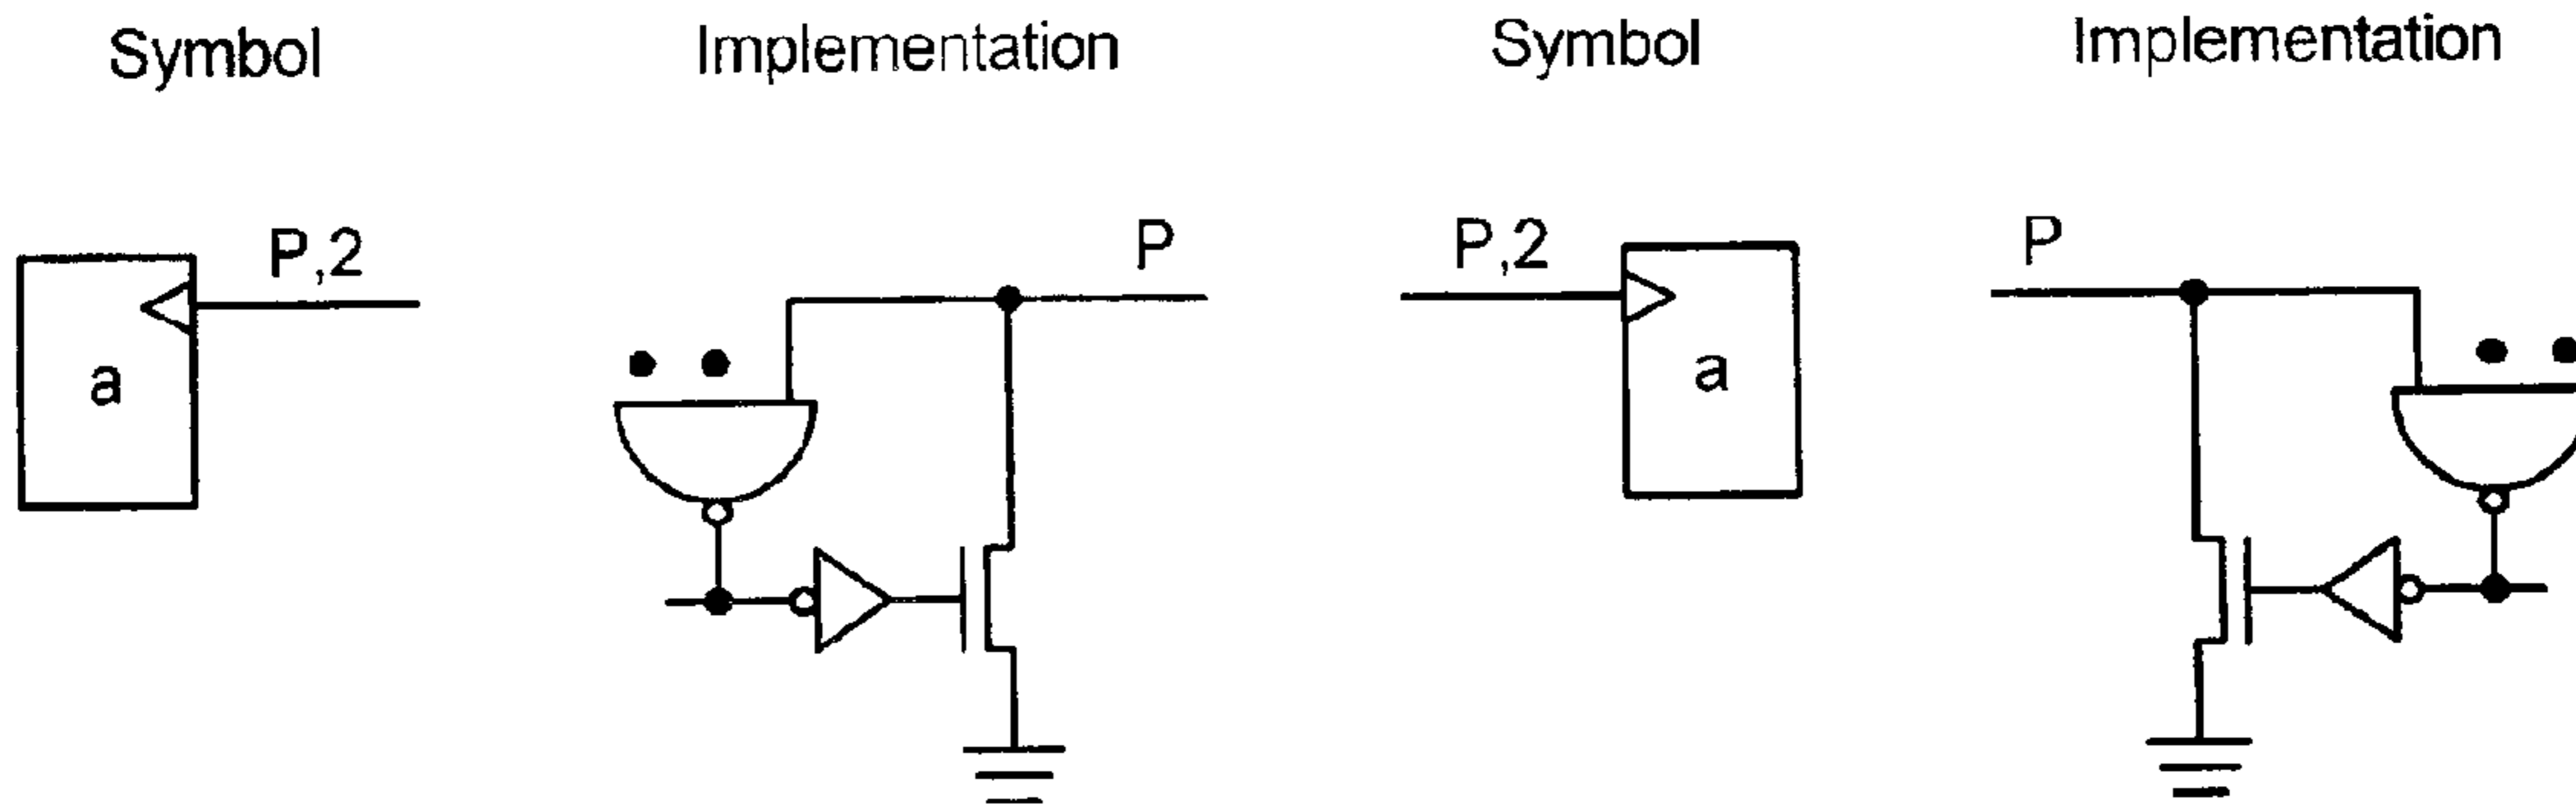 Symbol Implementation Symbol Implementation
P,2 P P,2 P
a a